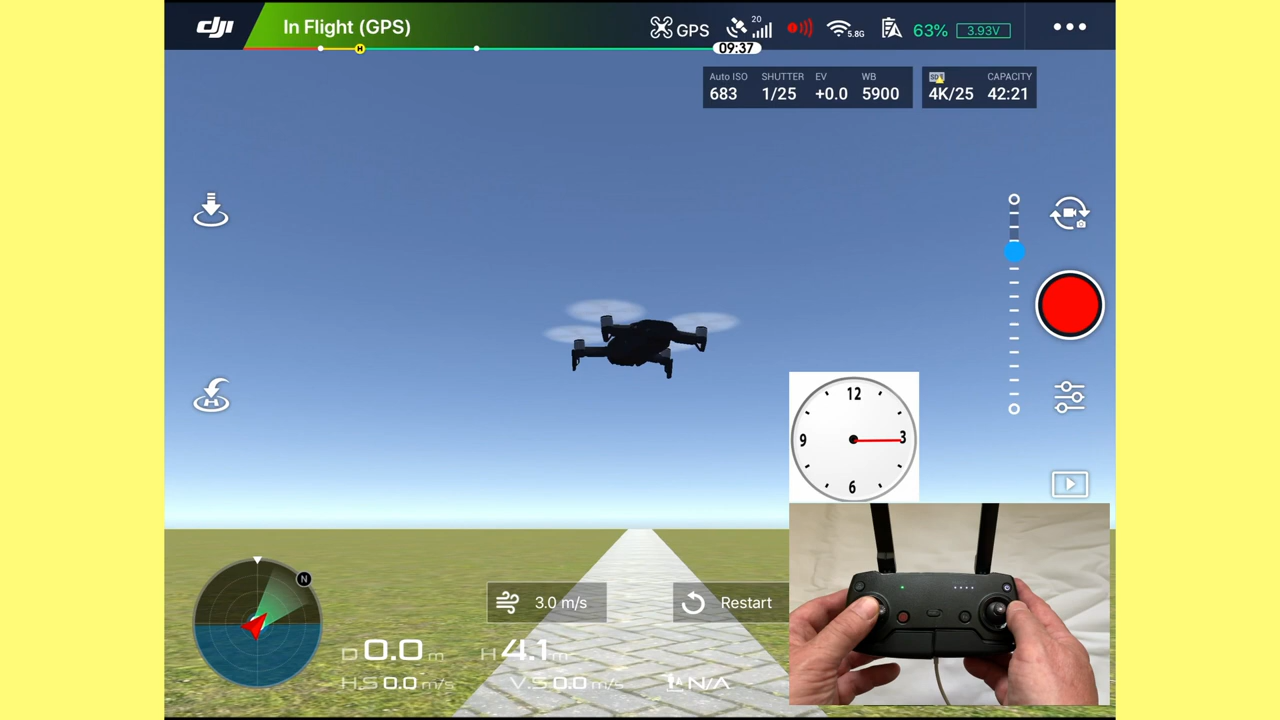 dji In Flight (GPS) GPS 20 5.8G 63% 3.93V
H 09:37
Auto ISO SHUTTER EV WB CAPACITY
683 1/25 +0.0 5900 4K/25 42:21
12
9 3
6
H
N
3.0 m/s Restart
D 0.0 m H 4.1 m
H.S 0.0 m/s V.S 0.0 m/s N/A